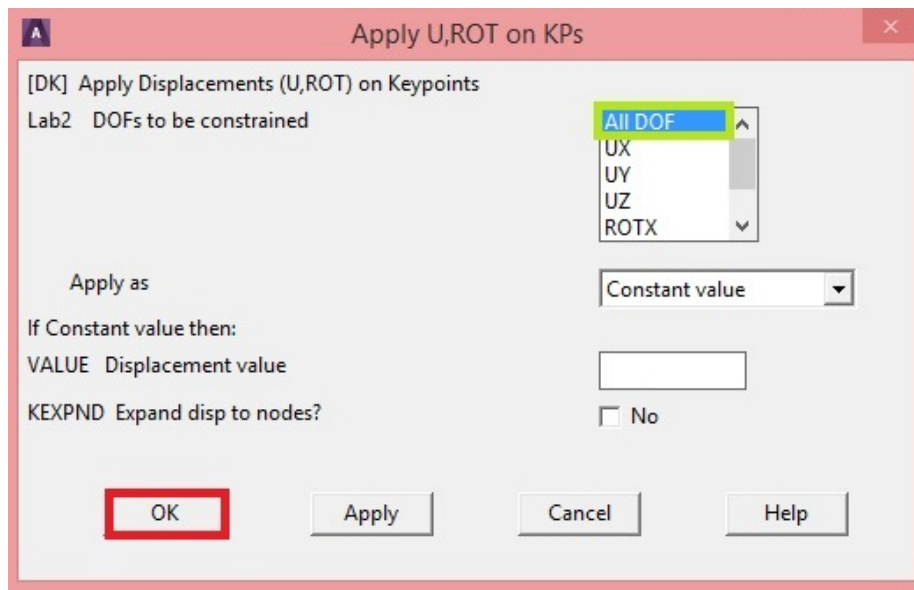 Apply U,ROT on KPs
[DK] Apply Displacements (U,ROT) on Keypoints
Lab2 DOFs to be constrained
All DOF
UX
UY
UZ
ROTX
Apply as
Constant value
If Constant value then:
VALUE Displacement value
KEXPND Expand disp to nodes?
No
OK Apply Cancel Help